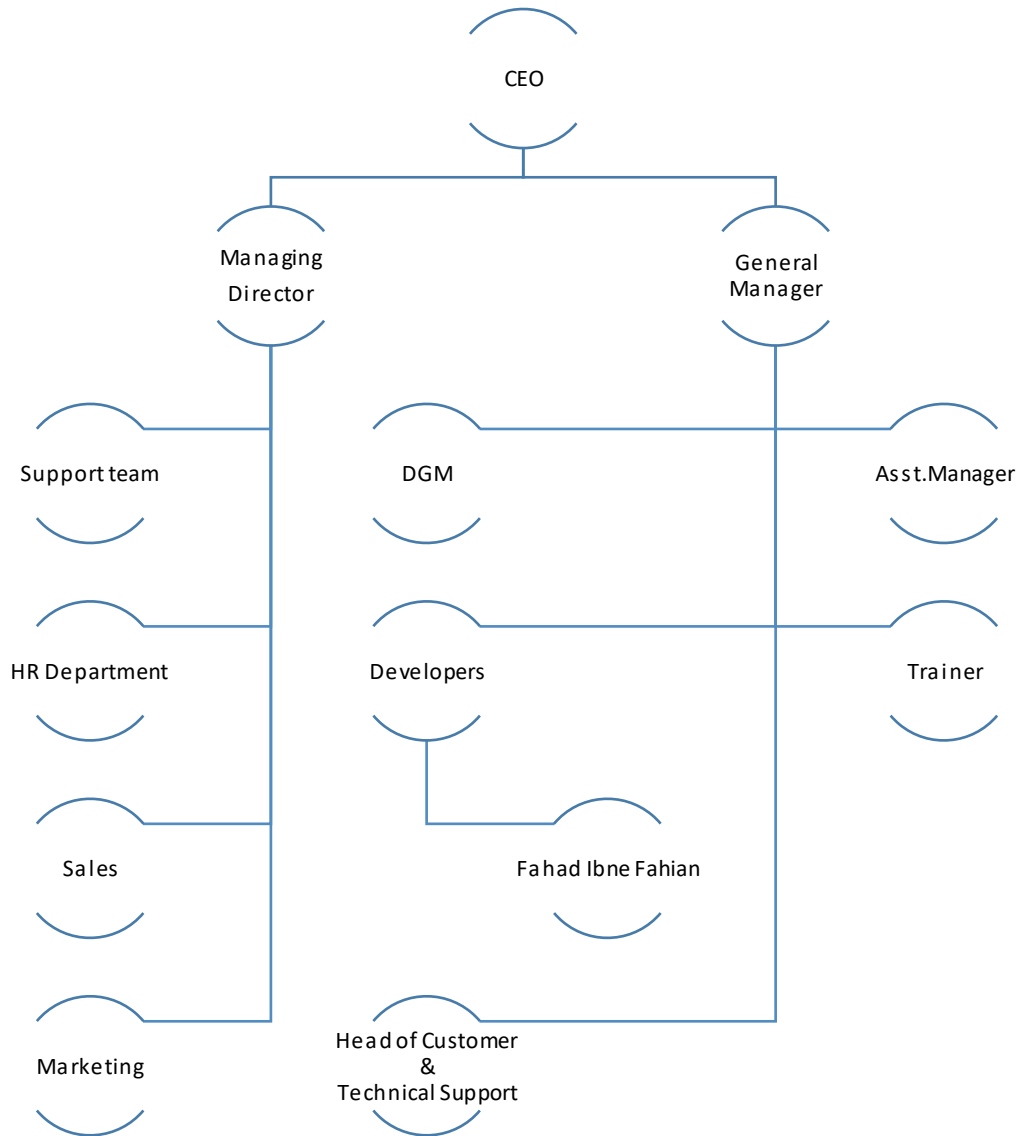 CEO
Managing
Director
General
Manager
Support team
DGM
Asst.Manager
HR Department
Developers
Trainer
Sales
Fahad Ibne Fahian
Marketing
Head of Customer
&
Technical Support